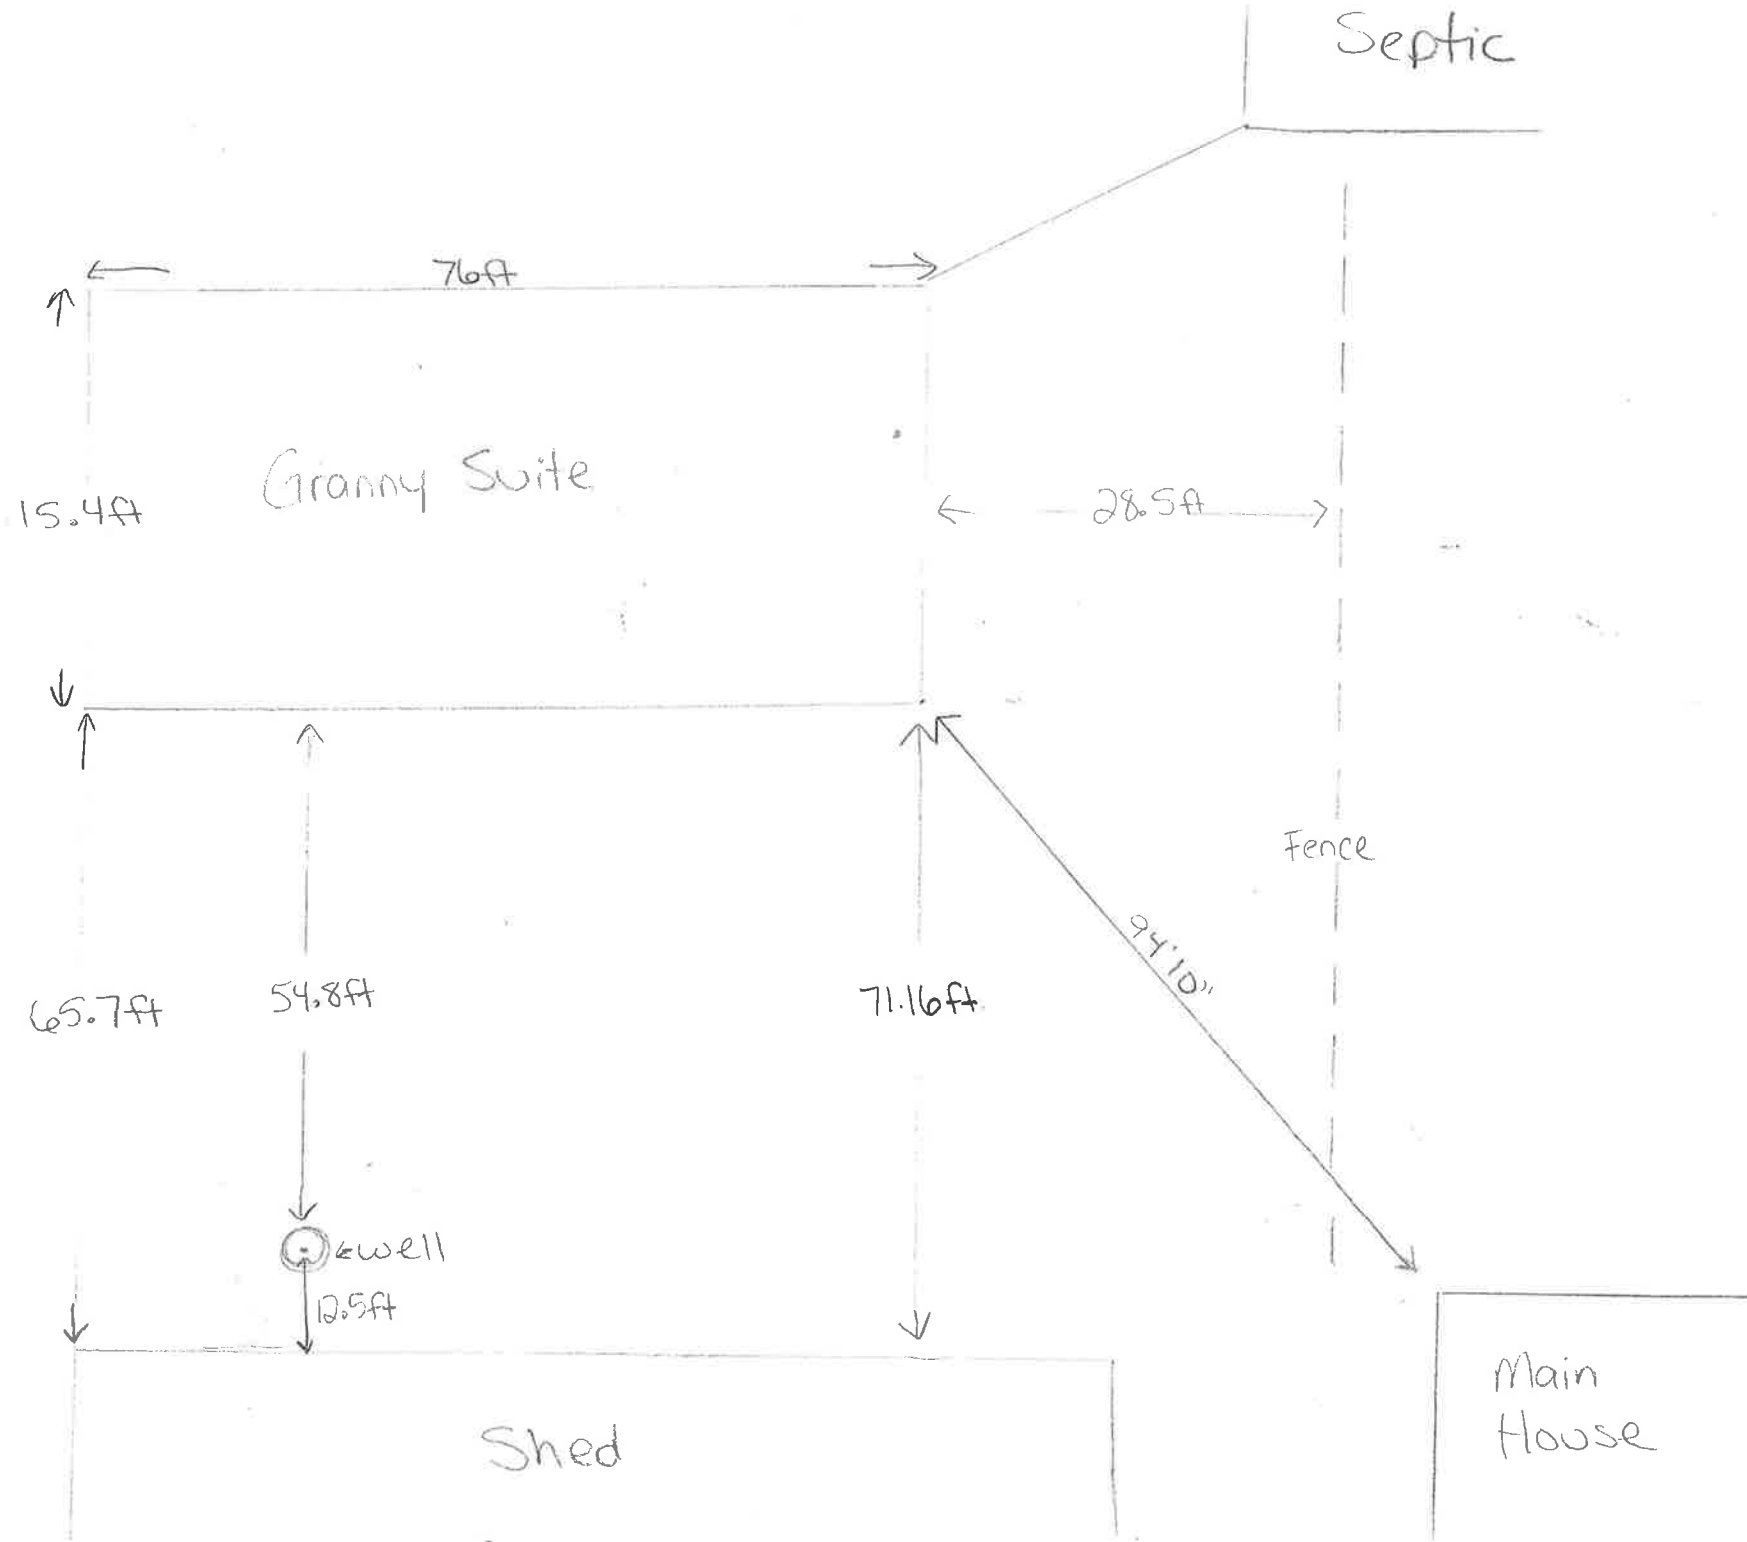 Septic
76ft
Granny Suite
15.4ft
28.5ft
Fence
94'10"
65.7ft
54.8ft
71.16ft
well
12.5ft
Main
House
Shed